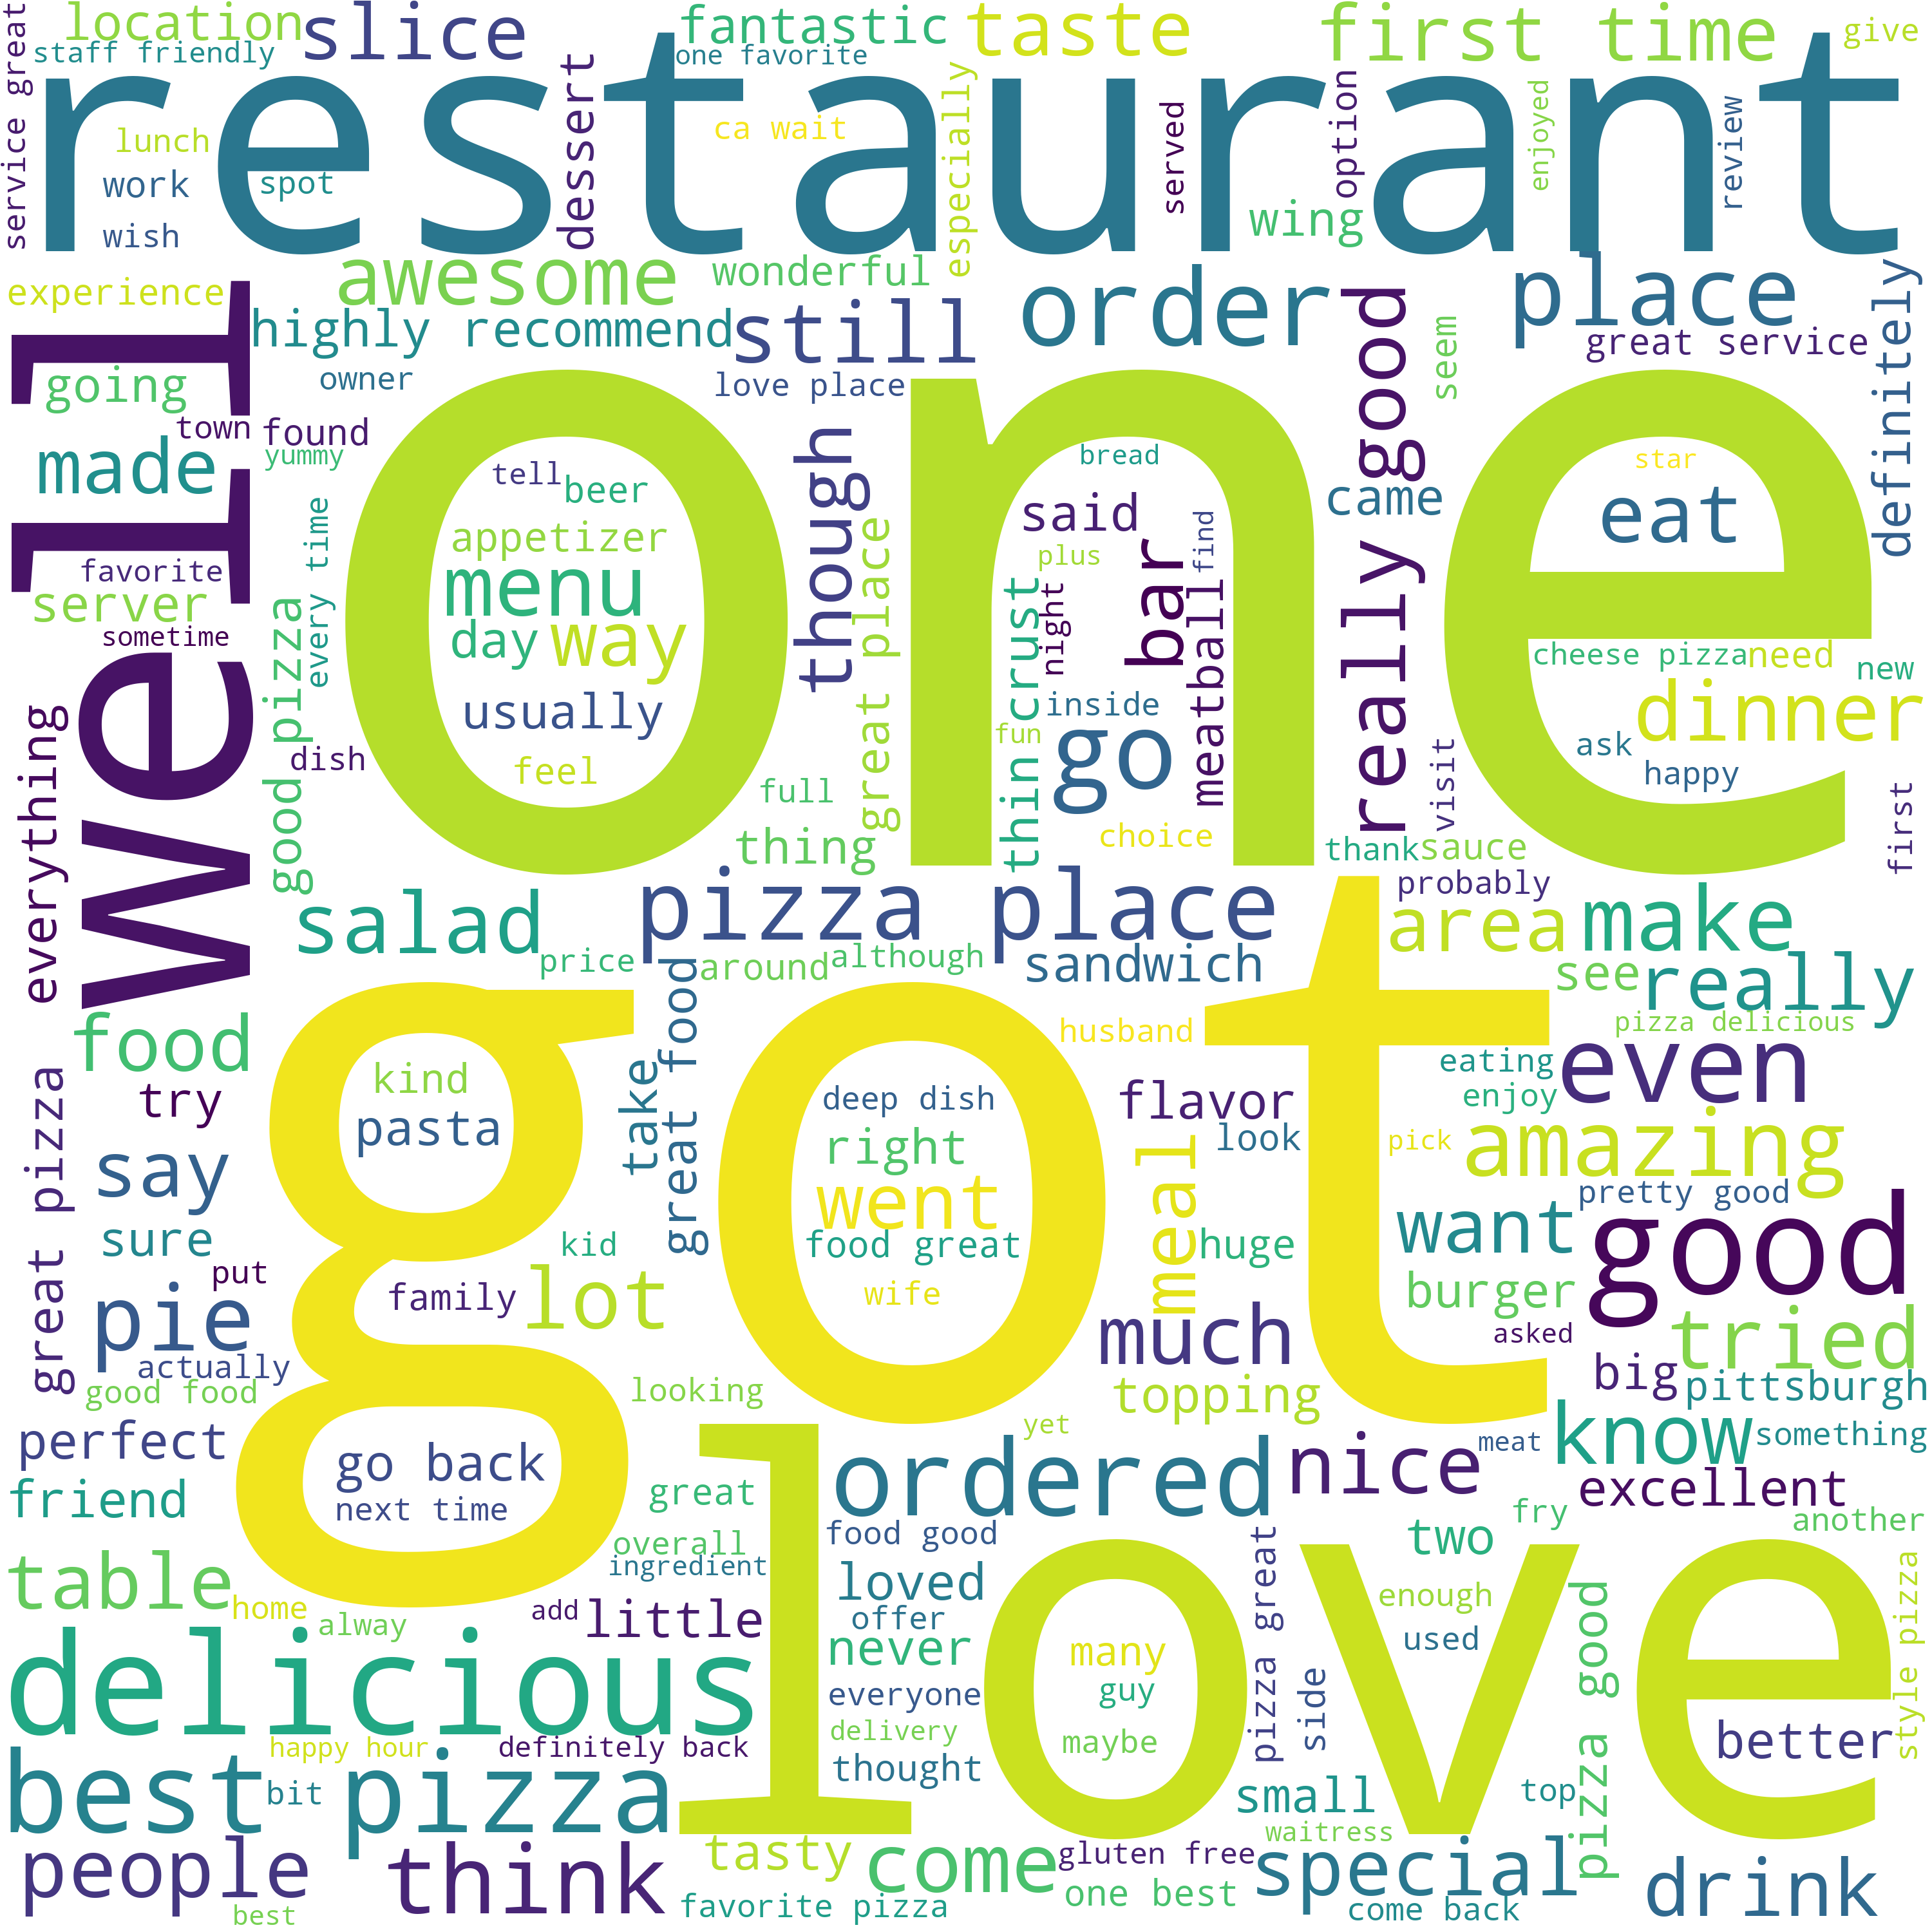 location
slice
fantastic
taste
first time
give
staff friendly
one favorite
service great
restaurant
dessert
especially
served
option
enjoyed
review
lunch
ca wait
work
spot
wish
wing
experience
awesome
wonderful
order
place
definitely
highly recommend
still
great service
going
owner
love place
really good
seem
well
town
found
made
yummy
one
though
bread
star
tell
beer
said
came
eat
appetizer
plus
find
favorite
menu
bar
every time
server
day
way
great place
thin crust
night
meatball
sometime
good pizza
cheese pizza
need
new
usually
inside
dinner
everything
dish
feel
fun
go
visit
ask
happy
full
first
thing
choice
thank
sauce
pizza place
probably
salad
area
make
price
around
although
sandwich
see
really
great food
food
got
husband
pizza delicious
kind
eating
even
try
take
deep dish
flavor
enjoy
great pizza
pasta
right
look
pick
amazing
say
went
meal
pretty good
sure
kid
food great
huge
want
good
put
family
wife
burger
pie
lot
much
asked
tried
actually
big
pittsburgh
good food
looking
topping
perfect
go back
yet
meat
know
something
love
ordered
nice
excellent
friend
next time
great
fry
another
overall
food good
two
table
ingredient
loved
pizza great
enough
pizza good
style pizza
home
alway
add
little
offer
used
delicious
never
many
everyone
guy
side
happy hour
definitely back
delivery
maybe
better
best pizza
bit
thought
small
top
people
think
tasty
come
gluten free
waitress
special
drink
best
favorite pizza
one best
come back